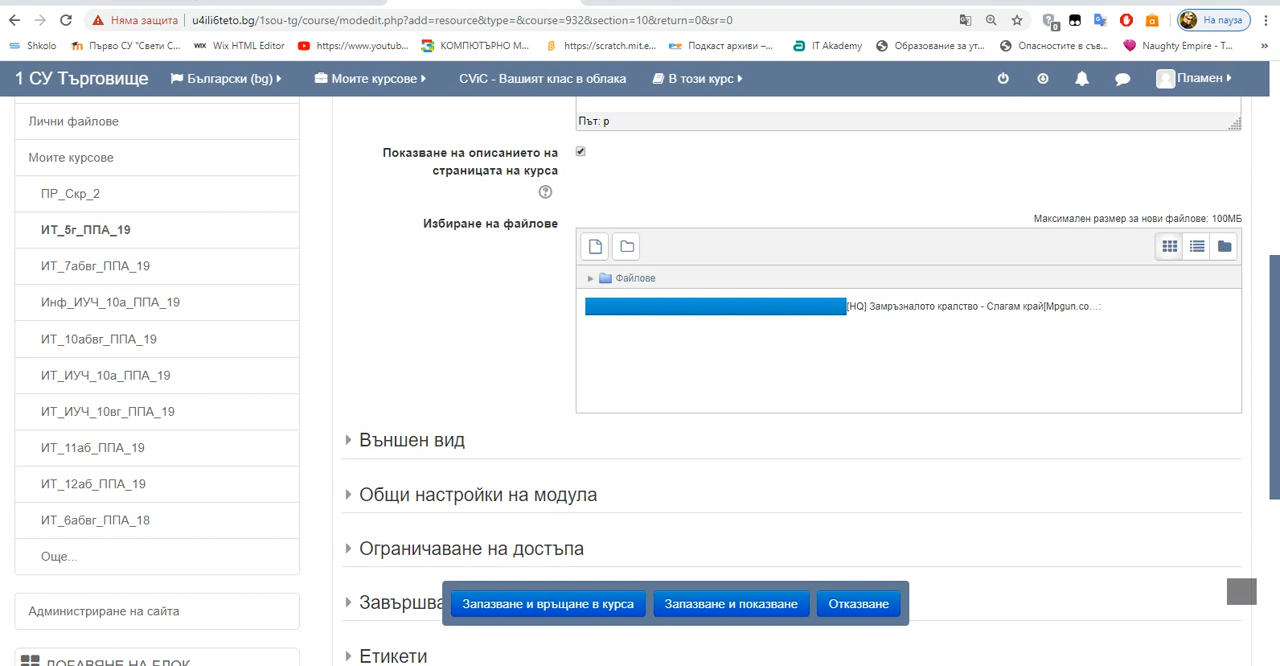 Няма защита
u4ili6teto.bg/1sou-tg/course/modedit.php?add=resource&type=&course=932&section=10&return=0&sr=0
0
На пауза
Shkolo
Първо СУ "Свети С...
WIX Wix HTML Editor
https://www.youtub...
КОМПЮТЪРНО М...
https://scratch.mit.e...
Подкаст архиви –...
IT Akademy
Образование за ут...
Опасностите в съв...
Naughty Empire - T...
»
1 СУ Търговище
Български (bg)
Моите курсове
CViC - Вашият клас в облака
В този курс
Пламен
Лични файлове
Моите курсове
ПР_Скр_2
ИТ_5г_ППА_19
ИТ_7абвг_ППА_19
Инф_ИУЧ_10а_ППА_19
ИТ_10абвг_ППА_19
ИТ_ИУЧ_10а_ППА_19
ИТ_ИУЧ_10вг_ППА_19
ИТ_11аб_ППА_19
ИТ_12аб_ППА_19
ИТ_6абвг_ППА_18
Още...
Администриране на сайта
ДОБАВЯНЕ НА БЛОК
Път: p
Показване на описанието на
страницата на курса
Избиране на файлове
Максимален размер за нови файлове: 100МБ
Файлове
[HQ] Замръзналото кралство - Слагам край[Mpgun.co...:
Външен вид
Общи настройки на модула
Ограничаване на достъпа
Завършва
Запазване и връщане в курса
Запазване и показване
Отказване
Етикети